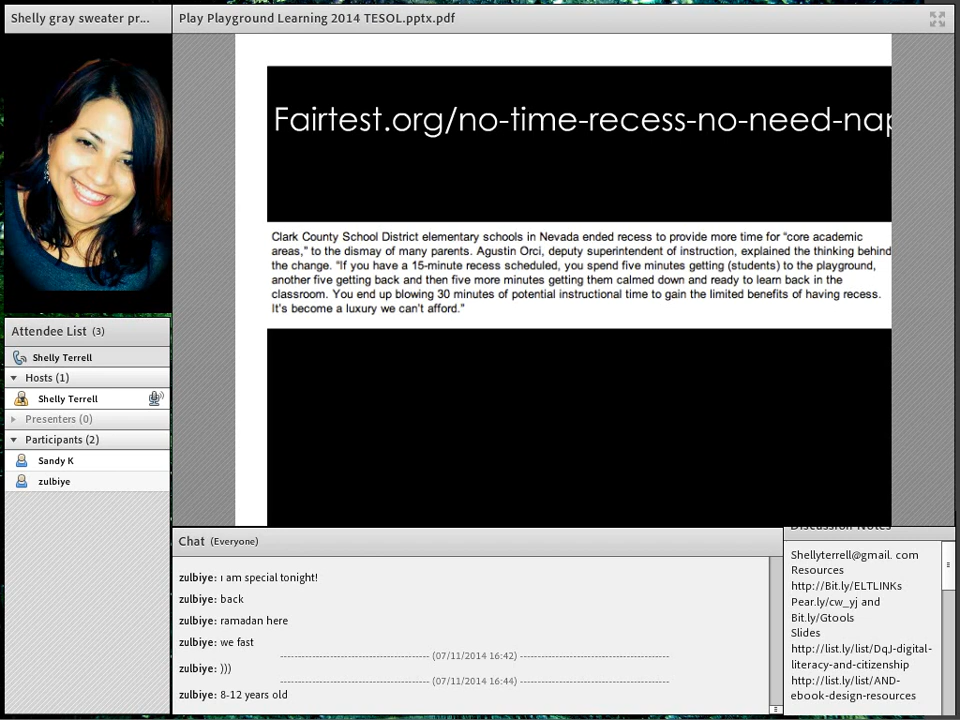 Shelly gray sweater pr...
Play Playground Learning 2014 TESOL.pptx.pdf
Fairtest.org/no-time-recess-no-need-nap
Clark County School District elementary schools in Nevada ended recess to provide more time for “core academic
areas,” to the dismay of many parents. Agustin Orci, deputy superintendent of instruction, explained the thinking behind
the change. “If you have a 15-minute recess scheduled, you spend five minutes getting (students) to the playground,
another five getting back and then five more minutes getting them calmed down and ready to learn back in the
classroom. You end up blowing 30 minutes of potential instructional time to gain the limited benefits of having recess.
It’s become a luxury we can’t afford.”
Attendee List (3)
Shelly Terrell
Hosts (1)
Shelly Terrell
Presenters (0)
Participants (2)
Sandy K
zulbiye
Chat (Everyone)
zulbiye: ı am special tonight!
zulbiye: back
zulbiye: ramadan here
zulbiye: we fast
(07/11/2014 16:42)
zulbiye: )))
(07/11/2014 16:44)
zulbiye: 8-12 years old
Discussion Notes
Shellyterrell@gmail. com
Resources
http://Bit.ly/ELTLINKs
Pear.ly/cw_yj and
Bit.ly/Gtools
Slides
http://list.ly/list/DqJ-digital-
literacy-and-citizenship
http://list.ly/list/AND-
ebook-design-resources